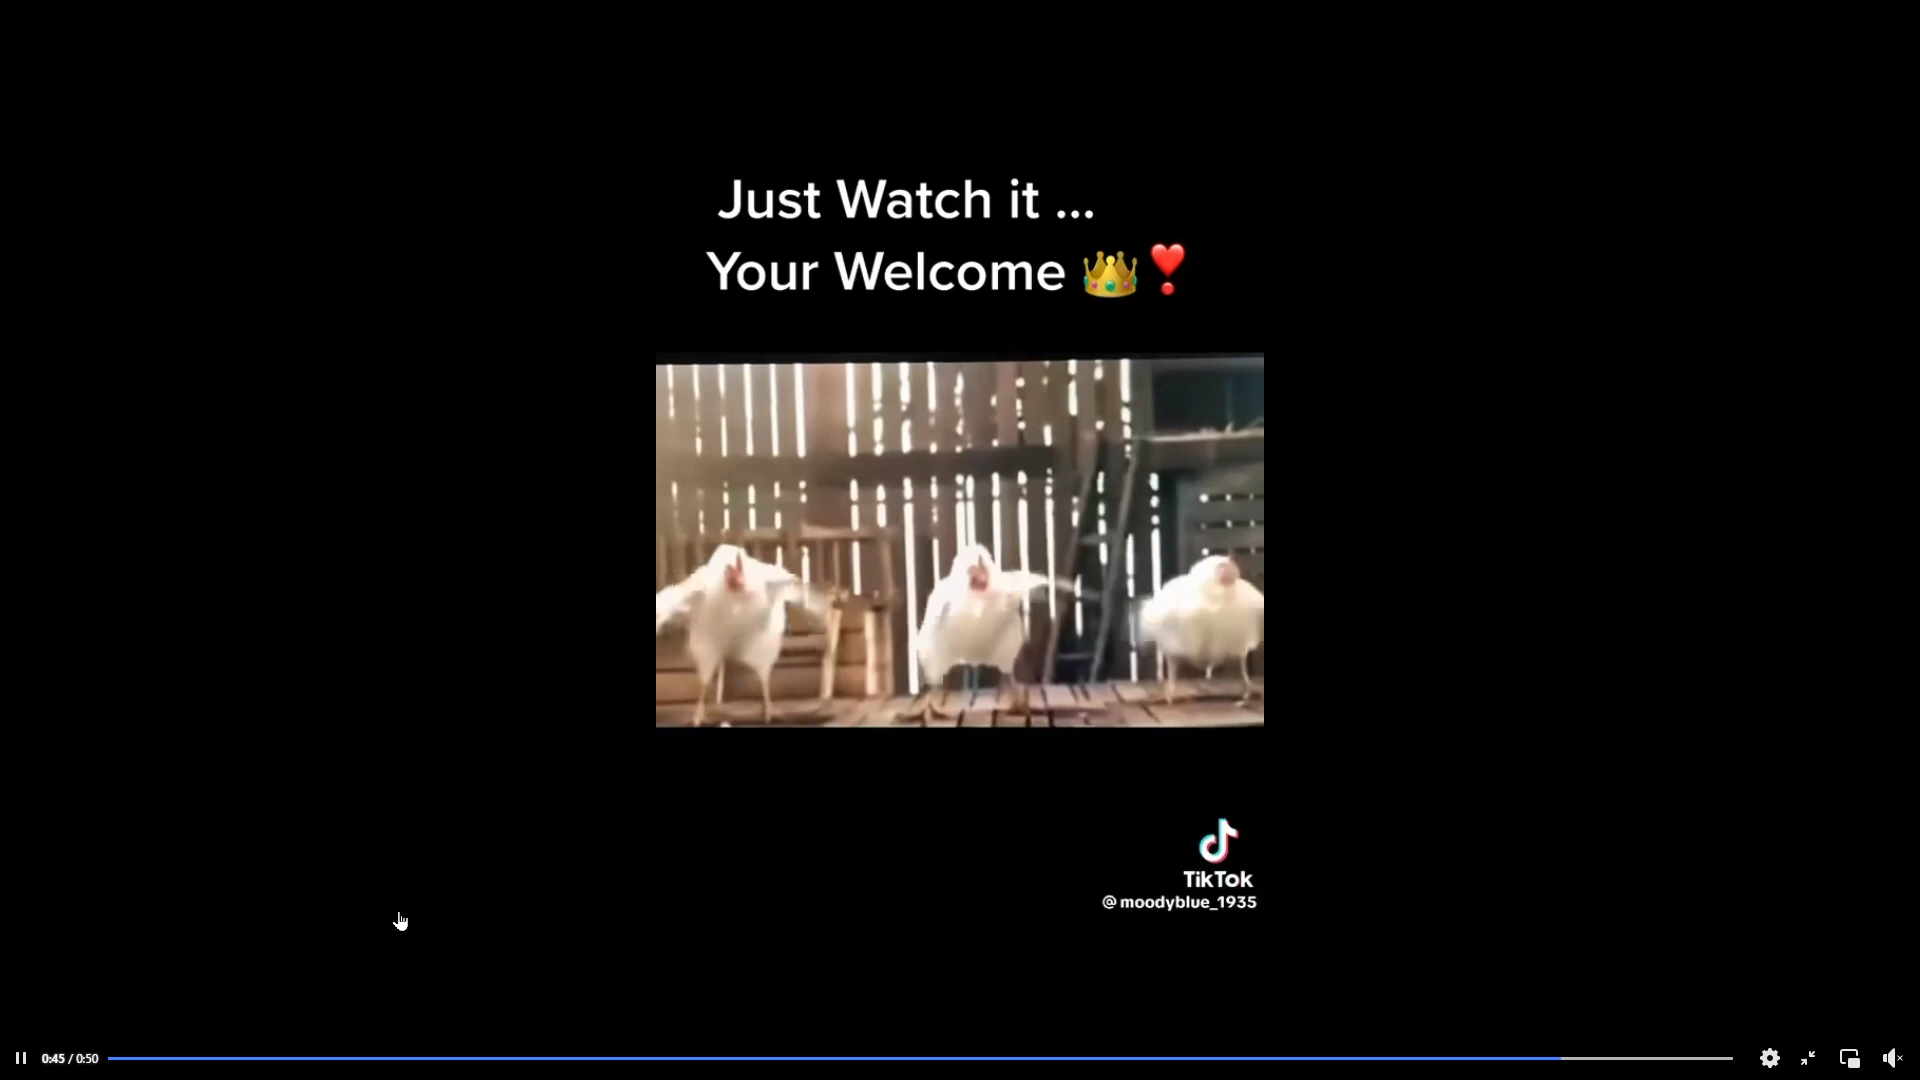 Just Watch it ...
Your Welcome 👑❣️
TikTok
@moodyblue_1935
0:45 / 0:50